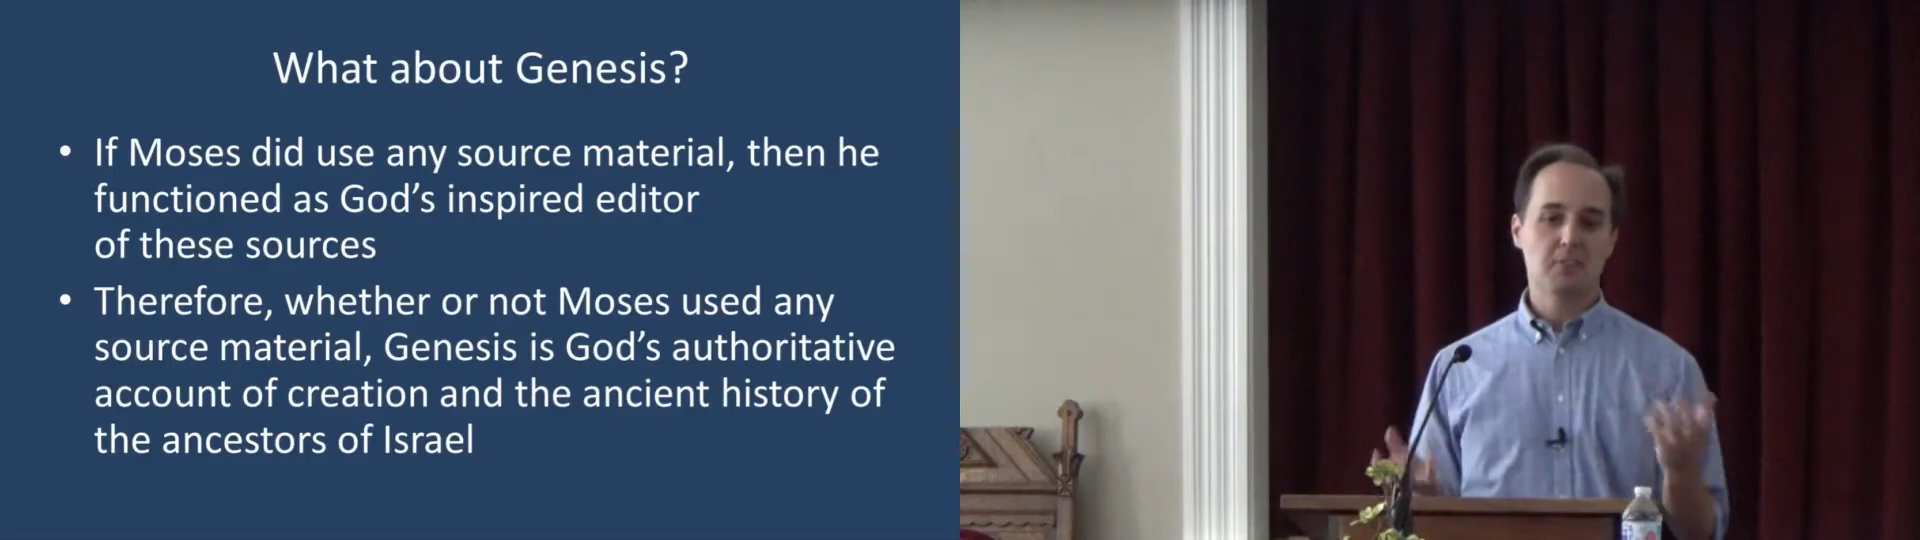 What about Genesis?
• If Moses did use any source material, then he
functioned as God's inspired editor
of these sources
• Therefore, whether or not Moses used any
source material, Genesis is God's authoritative
account of creation and the ancient history of
the ancestors of Israel